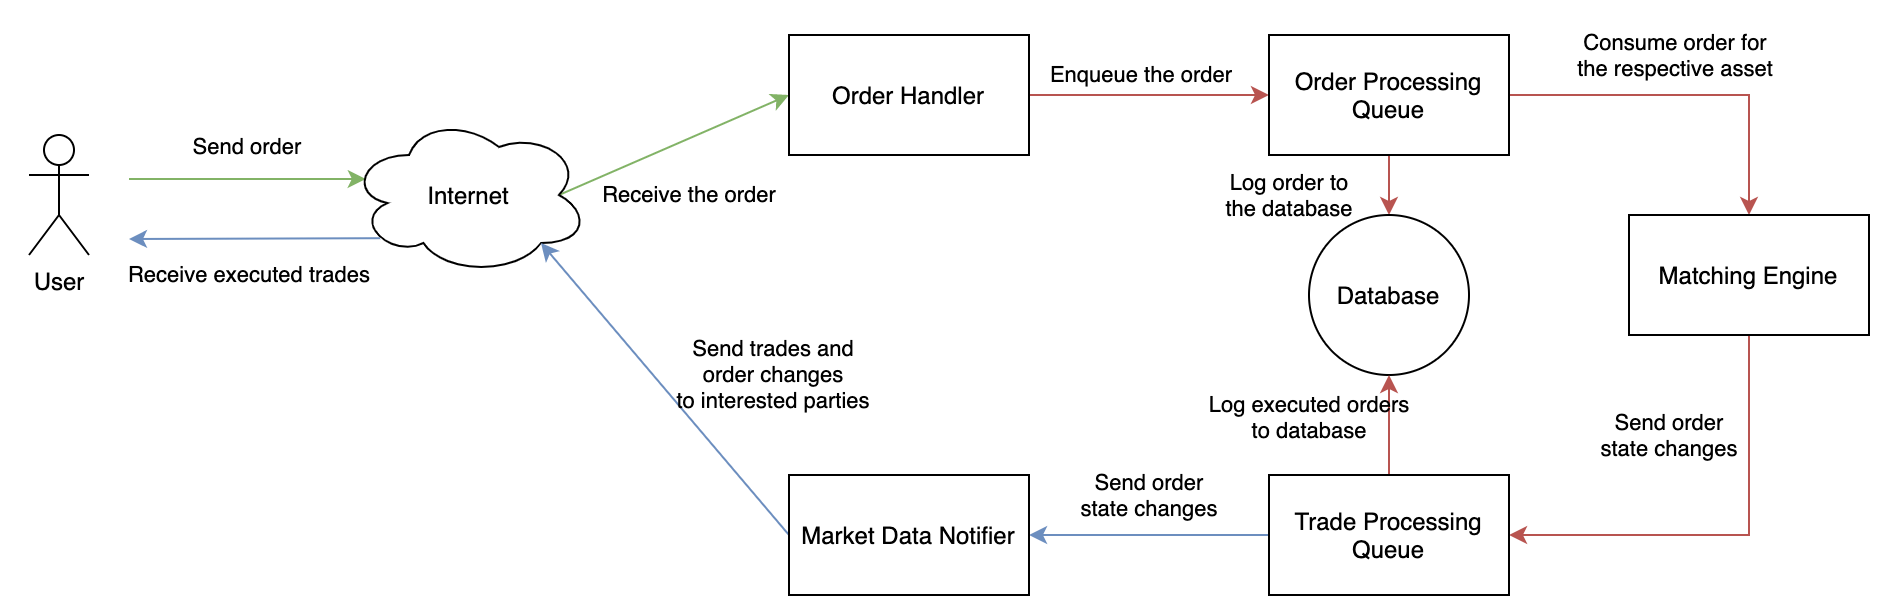 Send order
Receive executed trades
User
Internet
Receive the order
Order Handler
Enqueue the order
Order Processing
Queue
Consume order for
the respective asset
Log order to
the database
Database
Matching Engine
Send order
state changes
Log executed orders
to database
Trade Processing
Queue
Send order
state changes
Market Data Notifier
Send trades and
order changes
to interested parties